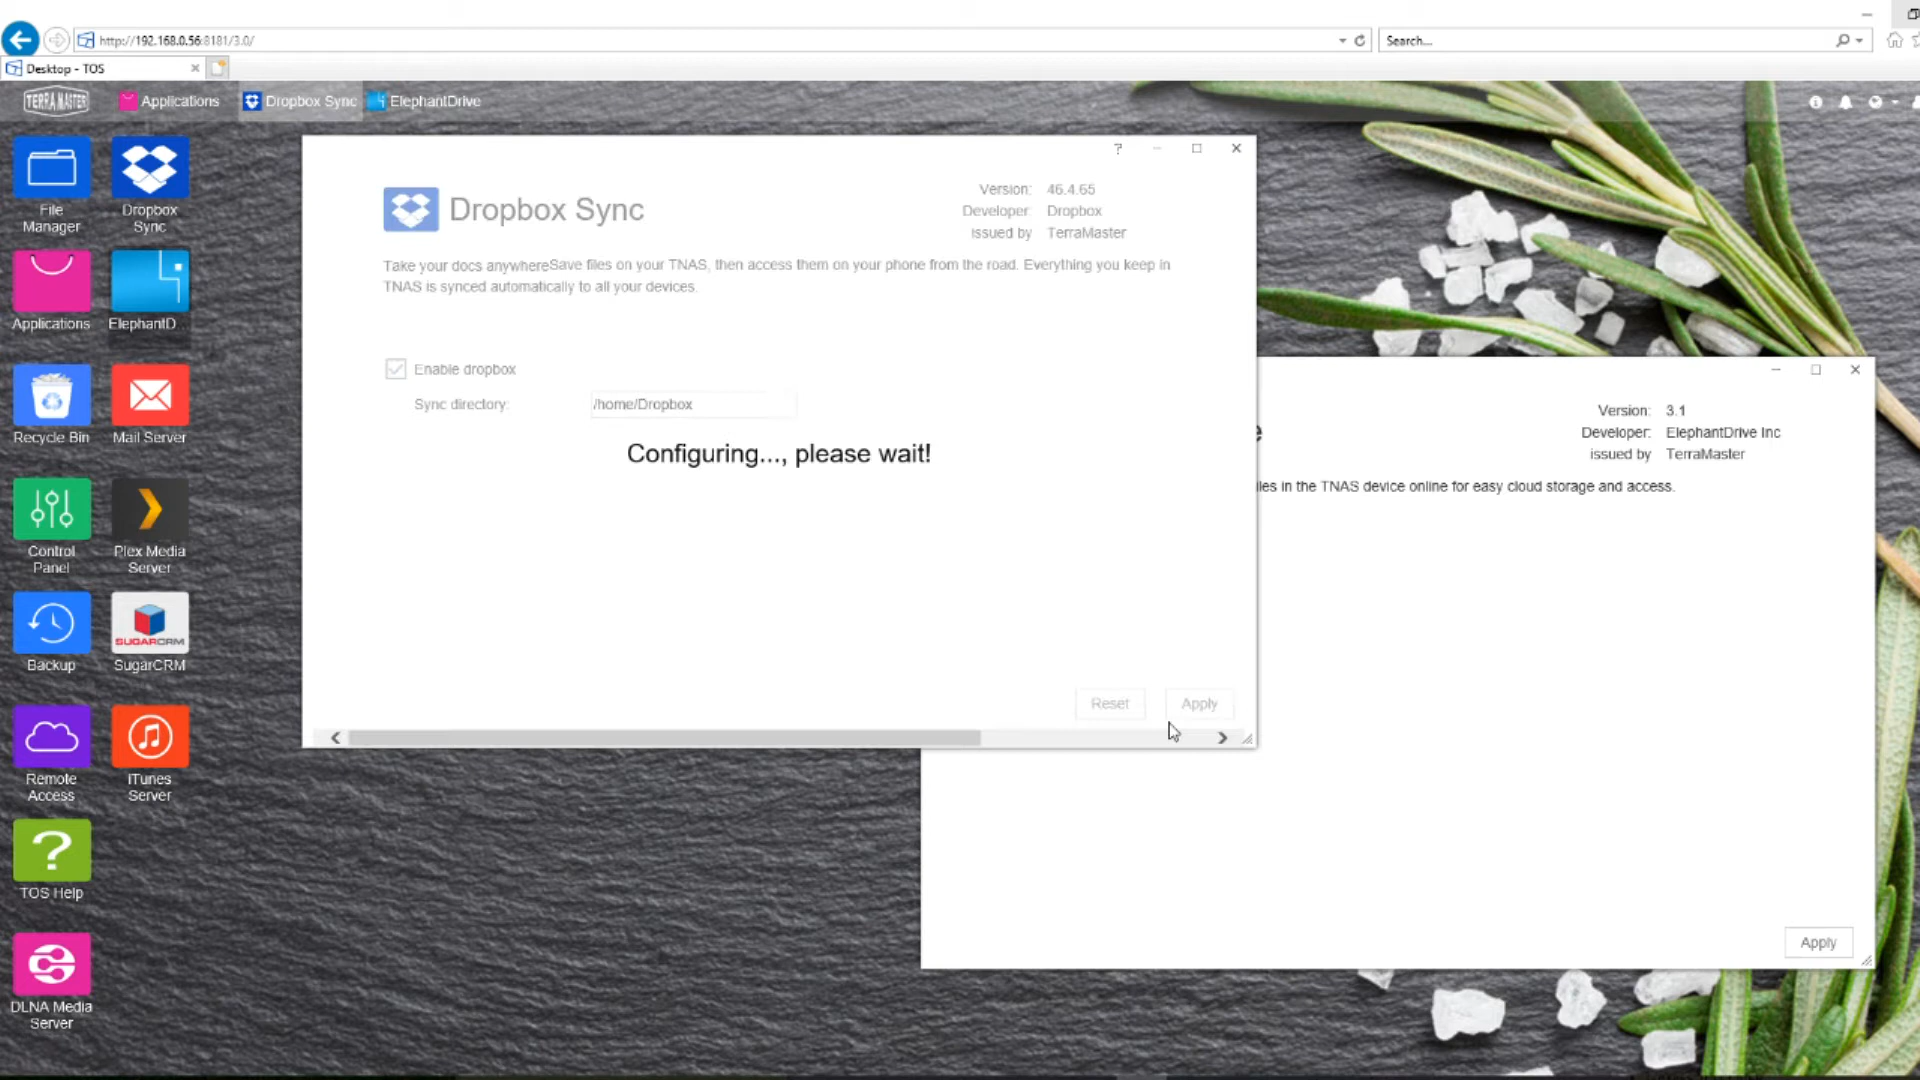 http://192.168.0.56:8181/3.0/
Search...
Desktop - TOS
TERRAMASTER
Applications
Dropbox Sync
ElephantDrive
File
Manager
Dropbox
Sync
Applications
ElephantD...
Recycle Bin
Mail Server
Control
Panel
Plex Media
Server
Backup
SUGARCRM
SugarCRM
Remote
Access
iTunes
Server
TOS Help
DLNA Media
Server
Dropbox Sync
Version: 46.4.65
Developer: Dropbox
issued by TerraMaster
Take your docs anywhereSave files on your TNAS, then access them on your phone from the road. Everything you keep in
TNAS is synced automatically to all your devices.
Enable dropbox
Sync directory: /home/Dropbox
Configuring..., please wait!
Reset
Apply
e
Version: 3.1
Developer: ElephantDrive Inc
issued by TerraMaster
les in the TNAS device online for easy cloud storage and access.
Apply